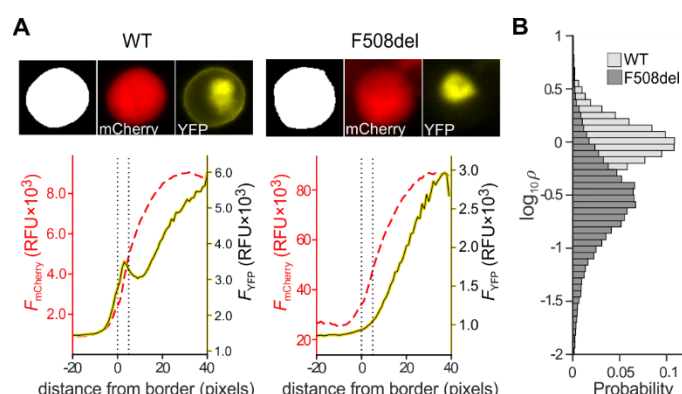 A
WT
F508del
B
mCherry
YFP
mCherry
YFP
WT
F508del
8.0
6.0
4.0
2.0
F mCherry (RFU×10³)
6.0
5.0
4.0
3.0
2.0
1.0
F YFP (RFU×10³)
80
60
40
20
F mCherry (RFU×10³)
3.0
2.5
2.0
1.5
1.0
F YFP (RFU×10³)
-20
0
20
40
distance from border (pixels)
-20
0
20
40
distance from border (pixels)
1
0.5
0
-0.5
-1
-1.5
-2
log₁₀ρ
0
0.05
0.1
Probability